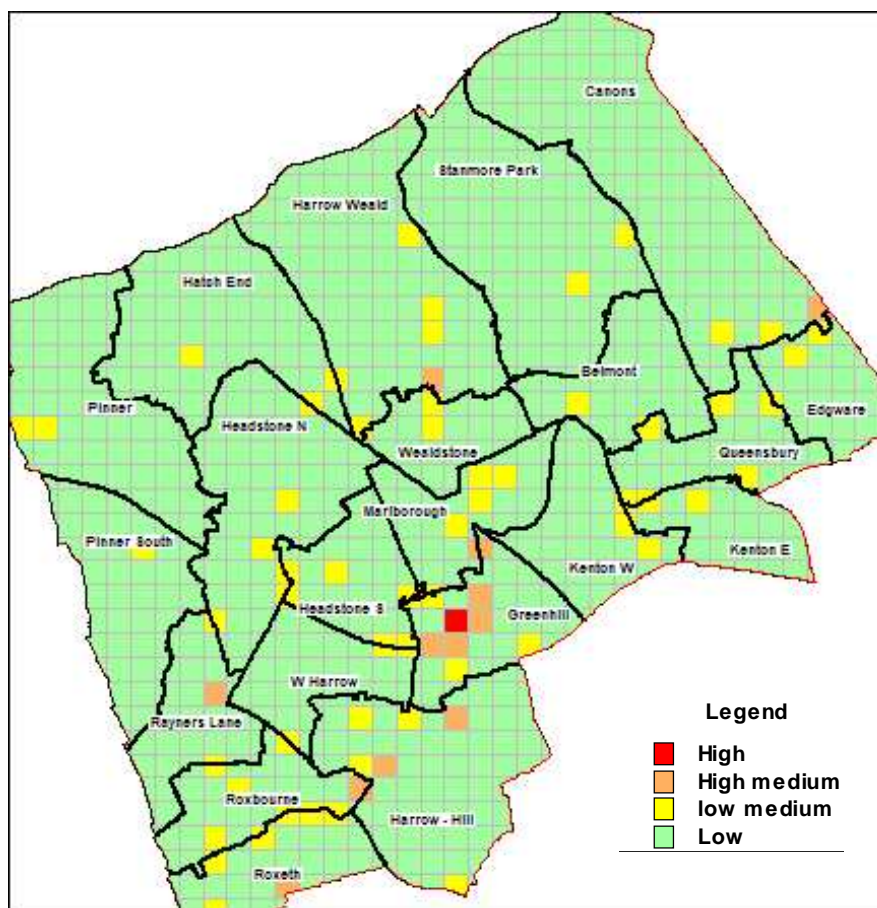 Canons
Stanmore Park
Harrow Weald
Hatch End
Belmont
Pinner
Edgware
Headstone N
Wealdstone
Queensbury
Marlborough
Pinner South
Kenton E
Kenton W
Headstone S
Greenhill
W Harrow
Rayners Lane
Roxbourne
Harrow - Hill
Roxeth
Legend
High
High medium
low medium
Low